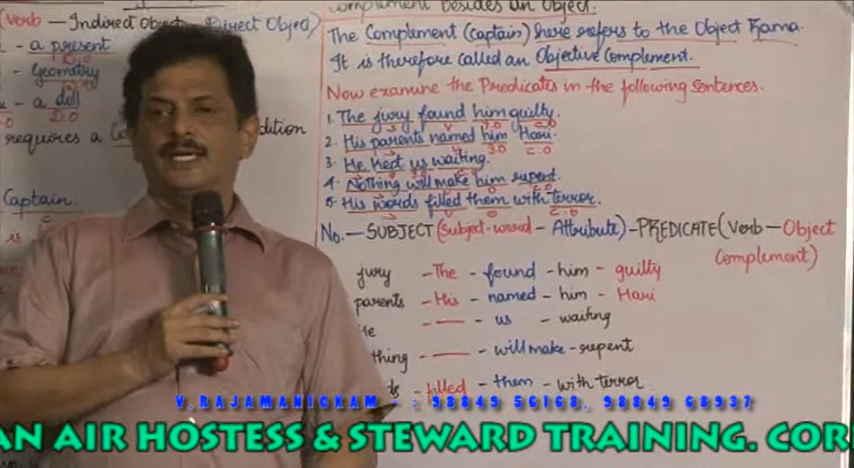 complement besides an Object.
(Verb — Indirect Object — Direct Object)
The Complement (captain) here refers to the Object Rama.
- a present
D.O
It is therefore called an Objective Complement.
- Geometry
D.O
Now examine the Predicates in the following Sentences.
- a doll
D.O
1. The jury found him guilty.
2. His parents named him Hari.
requires a
3. He kept us waiting.
4. Nothing will make him repent.
Captain.
5. His words filled them with terror.
C.O
No. — SUBJECT (Subject-word — Attribute) — PREDICATE (Verb — Object
Complement)
jury — The - found - him - guilty
parents - His - named - him - Hari
He - — - us - waiting
thing - — - will make - repent
ds - filled - them - with terror
V.RAJAMANICKAM - : 98849 56168, 98849 68937
AN AIR HOSTESS & STEWARD TRAINING. COR